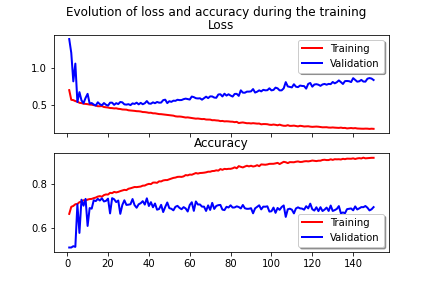 Evolution of loss and accuracy during the training
Loss
Training
Validation
1.0
0.5
Accuracy
0.8
0.6
Training
Validation
0 20 40 60 80 100 120 140